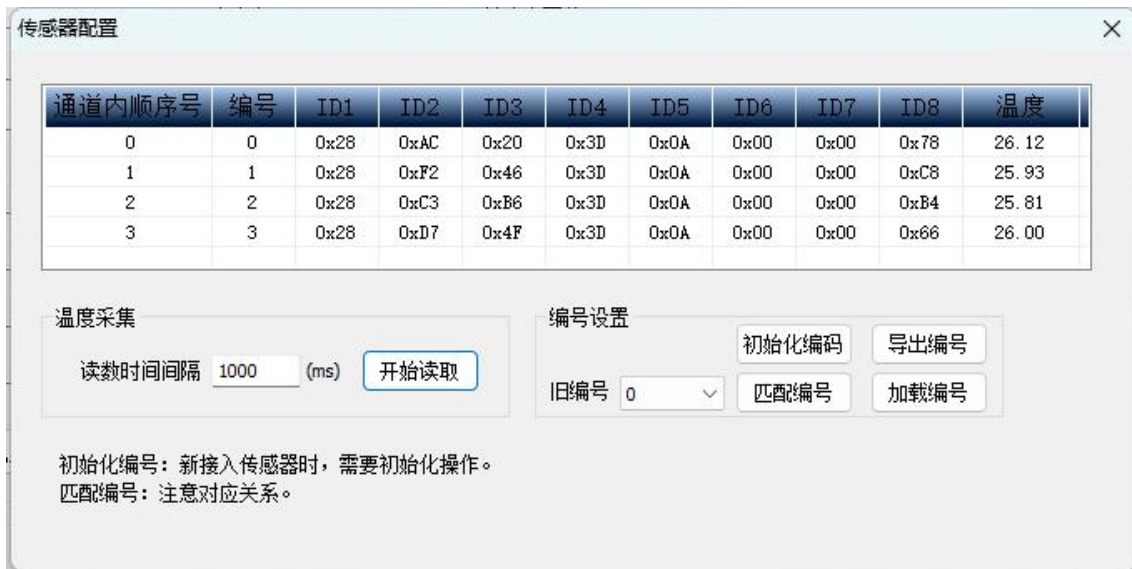 传感器配置
通道内顺序号 编号 ID1 ID2 ID3 ID4 ID5 ID6 ID7 ID8 温度
0 0 0x28 0xAC 0x20 0x3D 0x0A 0x00 0x00 0x78 26.12
1 1 0x28 0xF2 0x46 0x3D 0x0A 0x00 0x00 0xC8 25.93
2 2 0x28 0xC3 0xB6 0x3D 0x0A 0x00 0x00 0xB4 25.81
3 3 0x28 0xD7 0x4F 0x3D 0x0A 0x00 0x00 0x66 26.00
温度采集
读数时间间隔 1000 (ms) 开始读取
编号设置
初始化编码 导出编号
旧编号 0 匹配编号 加载编号
初始化编号：新接入传感器时，需要初始化操作。
匹配编号：注意对应关系。